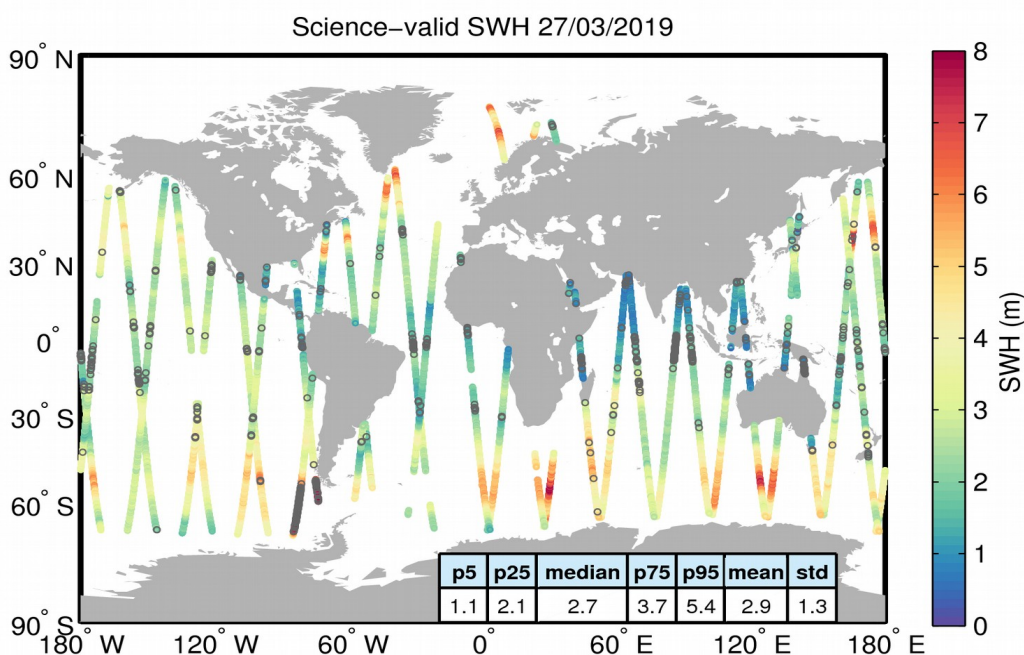 Science−valid SWH 27/03/2019
90° N
60° N
30° N
0°
30° S
60° S
90° S
180° W
120° W
60° W
0°
60° E
120° E
180° E
8
7
6
5
4
3
2
1
0
SWH (m)
p5 p25 median p75 p95 mean std
1.1 2.1 2.7 3.7 5.4 2.9 1.3